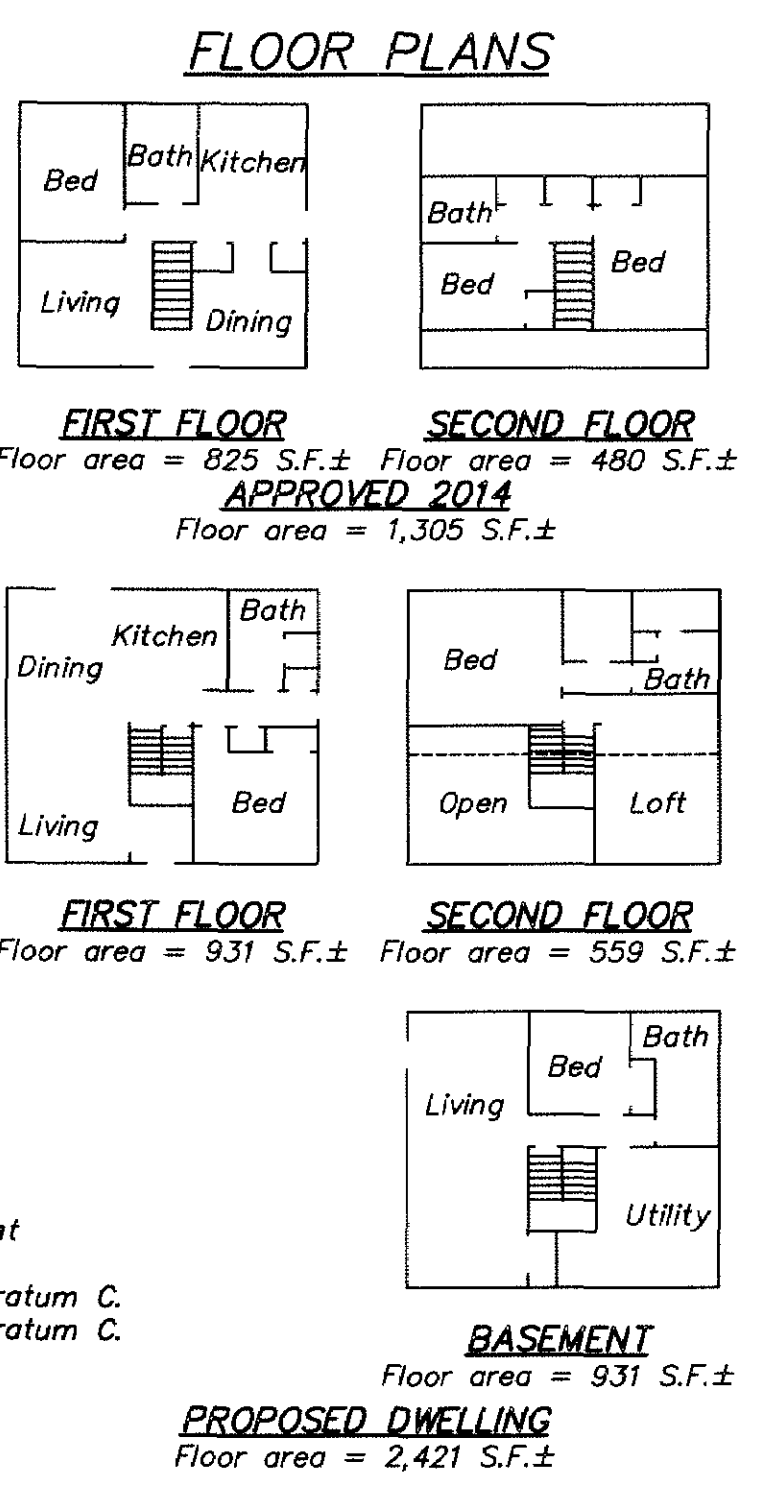 FLOOR PLANS
Bed
Bath
Kitchen
Living
Dining
Bath
Bed
Bed
FIRST FLOOR
Floor area = 825 S.F.±
SECOND FLOOR
Floor area = 480 S.F.±
APPROVED 2014
Floor area = 1,305 S.F.±
Bath
Kitchen
Dining
Living
Bed
Bed
Bath
Open
Loft
FIRST FLOOR
Floor area = 931 S.F.±
SECOND FLOOR
Floor area = 559 S.F.±
Bath
Bed
Living
Utility
at
ratum C.
ratum C.
BASEMENT
Floor area = 931 S.F.±
PROPOSED DWELLING
Floor area = 2,421 S.F.±